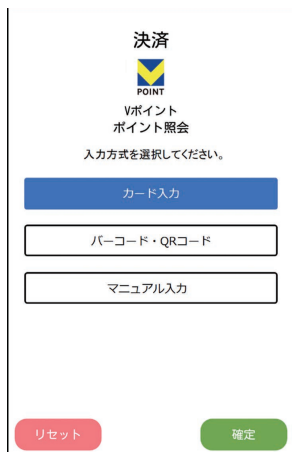 決済
POINT
Vポイント
ポイント照会
入力方式を選択してください。
カード入力
バーコード・QRコード
マニュアル入力
リセット
確定